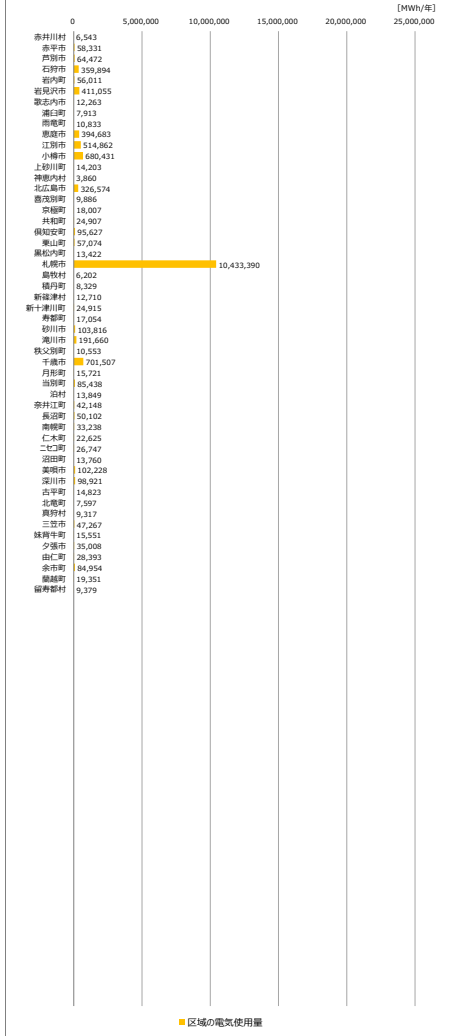 [MWh/年]
0 5,000,000 10,000,000 15,000,000 20,000,000 25,000,000
赤井川村 6,543
赤平市 58,331
芦別市 64,472
石狩市 359,894
岩内町 56,011
岩見沢市 411,055
歌志内市 12,263
浦臼町 7,913
雨竜町 10,833
恵庭市 394,683
江別市 514,862
小樽市 680,431
上砂川町 14,203
神恵内村 3,860
北広島市 326,574
喜茂別町 9,886
京極町 18,007
共和町 24,907
倶知安町 95,627
栗山町 57,074
黒松内町 13,422
札幌市 10,433,390
島牧村 6,202
積丹町 8,329
新篠津村 12,710
新十津川町 24,915
寿都町 17,054
砂川市 103,816
滝川市 191,660
秩父別町 10,553
千歳市 701,507
月形町 15,721
当別町 85,438
泊村 13,849
奈井江町 42,148
長沼町 50,102
南幌町 33,238
仁木町 22,625
ニセコ町 26,747
沼田町 13,760
美唄市 102,228
深川市 98,921
古平町 14,823
北竜町 7,597
真狩村 9,317
三笠市 47,267
妹背牛町 15,551
夕張市 35,008
由仁町 28,393
余市町 84,954
蘭越町 19,351
留寿都村 9,379
区域の電気使用量